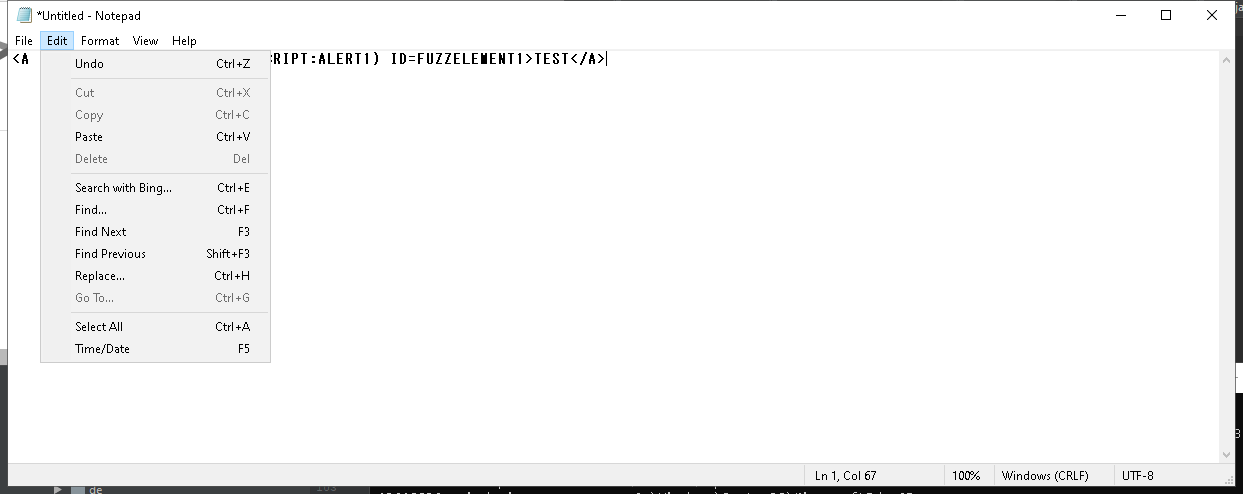 *Untitled - Notepad
File Edit Format View Help
<A
RIPT:ALERT1) ID=FUZZELEMENT1>TEST</A>
Undo Ctrl+Z
Cut Ctrl+X
Copy Ctrl+C
Paste Ctrl+V
Delete Del
Search with Bing... Ctrl+E
Find... Ctrl+F
Find Next F3
Find Previous Shift+F3
Replace... Ctrl+H
Go To... Ctrl+G
Select All Ctrl+A
Time/Date F5
Ln 1, Col 67 100% Windows (CRLF) UTF-8
de